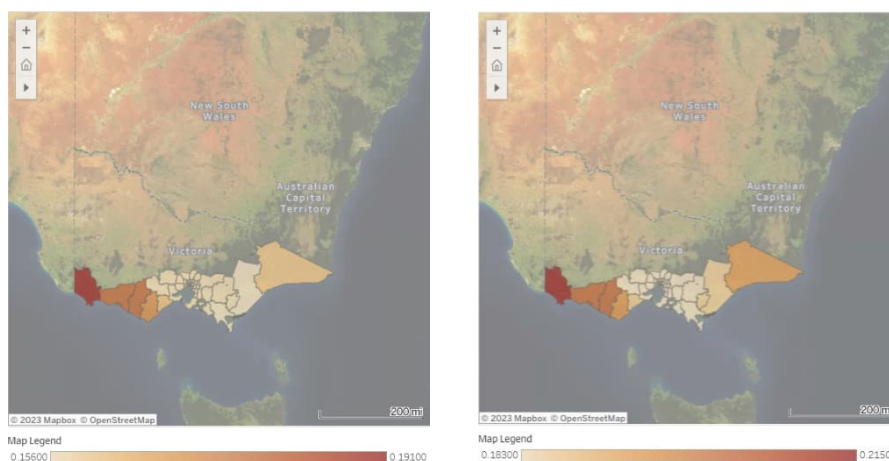 New South
Wales
Australian
Capital
Territory
Victoria
© 2023 Mapbox © OpenStreetMap
200 mi
Map Legend
0.15600
0.19100
New South
Wales
Australian
Capital
Territory
Victoria
© 2023 Mapbox © OpenStreetMap
200 m
Map Legend
0.18300
0.2150